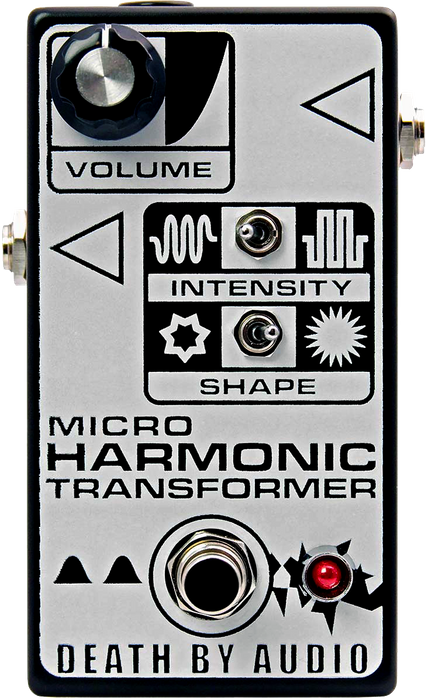 VOLUME
INTENSITY
SHAPE
MICRO
HARMONIC
TRANSFORMER
DEATH BY AUDIO